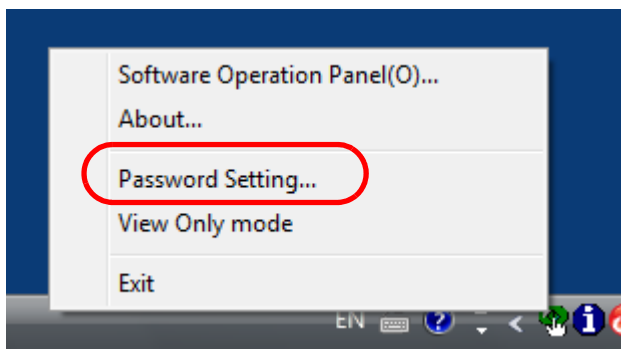 Software Operation Panel(O)...
About...
Password Setting...
View Only mode
Exit
EN